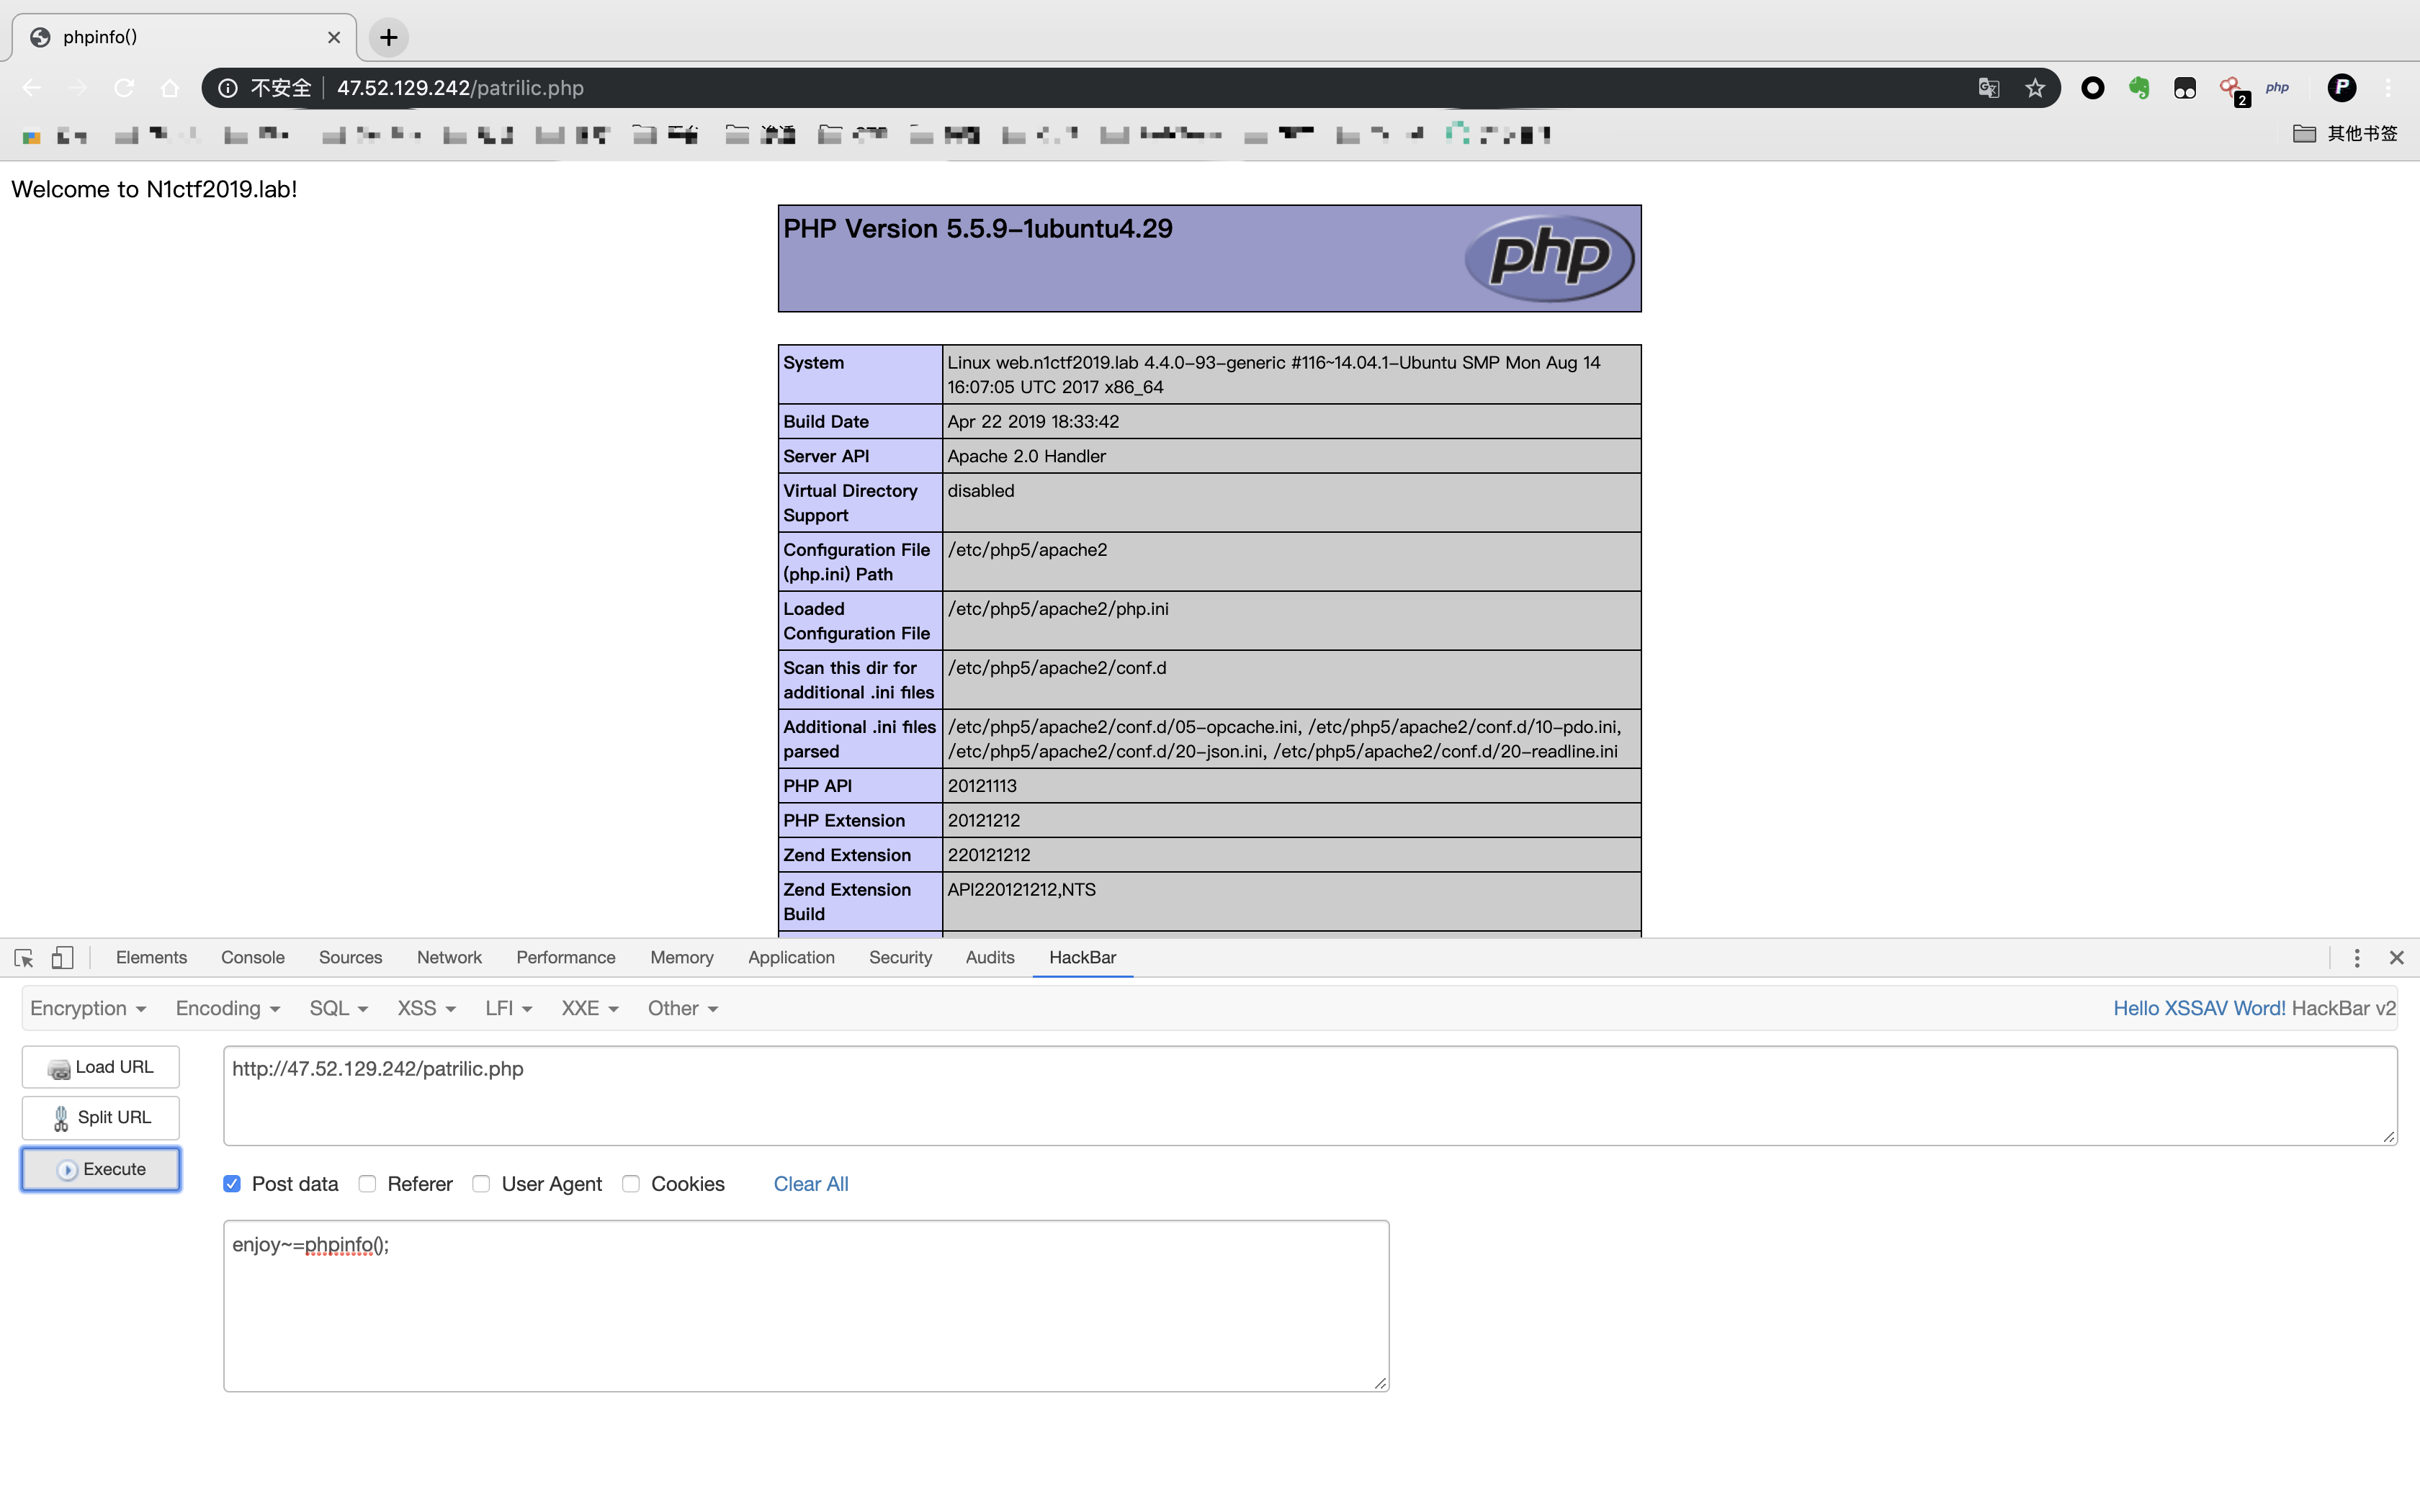 phpinfo()
不安全 47.52.129.242/patrilic.php
php
P
2
其他书签
Welcome to N1ctf2019.lab!
PHP Version 5.5.9-1ubuntu4.29
php
System Linux web.n1ctf2019.lab 4.4.0-93-generic #116~14.04.1-Ubuntu SMP Mon Aug 14
16:07:05 UTC 2017 x86_64
Build Date Apr 22 2019 18:33:42
Server API Apache 2.0 Handler
Virtual Directory disabled
Support
Configuration File /etc/php5/apache2
(php.ini) Path
Loaded /etc/php5/apache2/php.ini
Configuration File
Scan this dir for /etc/php5/apache2/conf.d
additional .ini files
Additional .ini files /etc/php5/apache2/conf.d/05-opcache.ini, /etc/php5/apache2/conf.d/10-pdo.ini,
parsed /etc/php5/apache2/conf.d/20-json.ini, /etc/php5/apache2/conf.d/20-readline.ini
PHP API 20121113
PHP Extension 20121212
Zend Extension 220121212
Zend Extension API220121212,NTS
Build
Elements Console Sources Network Performance Memory Application Security Audits HackBar
Encryption Encoding SQL XSS LFI XXE Other Hello XSSAV Word! HackBar v2
Load URL http://47.52.129.242/patrilic.php
Split URL
Execute
Post data Referer User Agent Cookies Clear All
enjoy~=phpinfo();